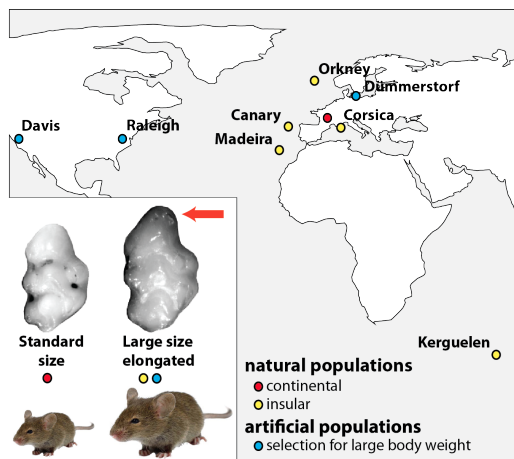 Orkney
Dummerstorf
Davis
Raleigh
Canary
Corsica
Madeira
Standard
size
Large size
elongated
Kerguelen
natural populations
continental
insular
artificial populations
selection for large body weight